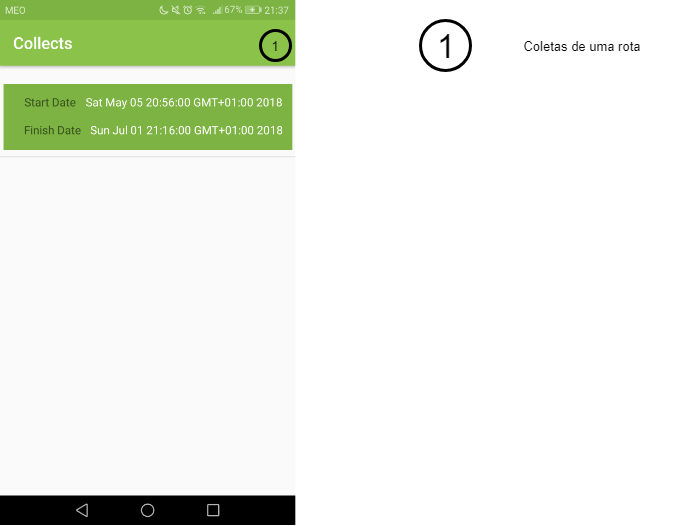 MEO 67% 21:37
Collects 1
Start Date Sat May 05 20:56:00 GMT+01:00 2018
Finish Date Sun Jul 01 21:16:00 GMT+01:00 2018
1 Coletas de uma rota